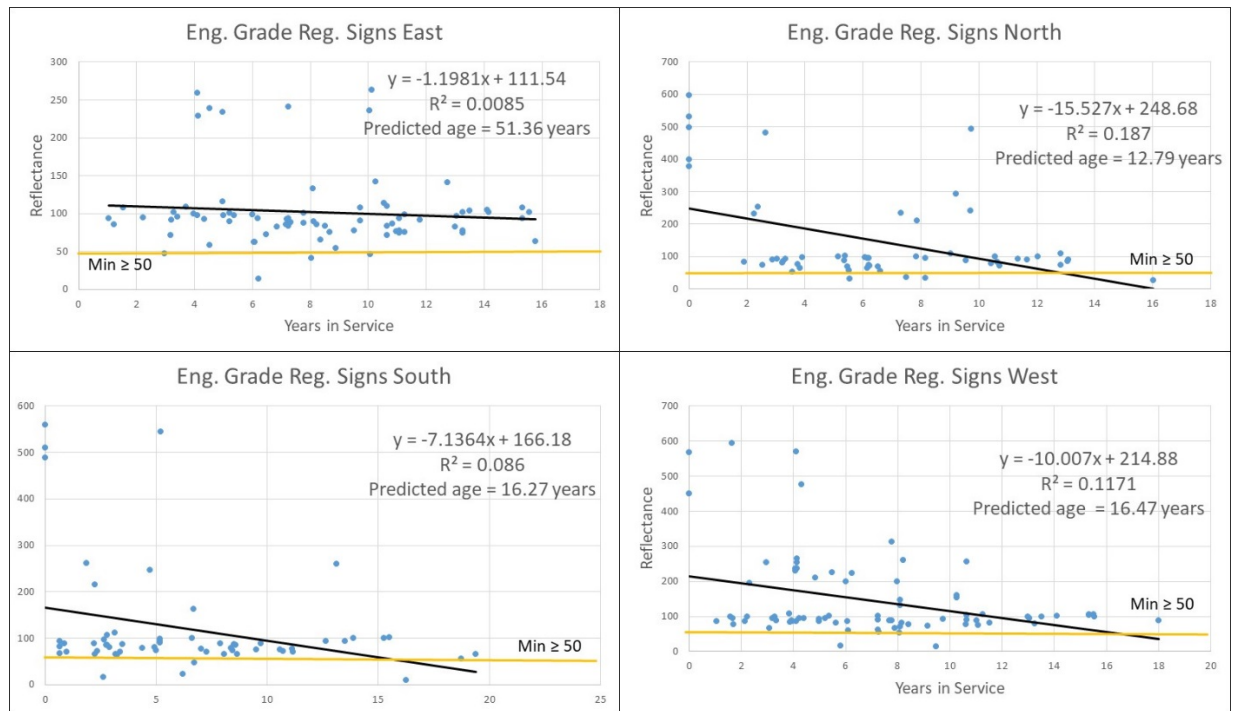 Eng. Grade Reg. Signs East
y = -1.1981x + 111.54
R² = 0.0085
Predicted age = 51.36 years
Min ≥ 50
Reflectance
300
250
200
150
100
50
0
0 2 4 6 8 10 12 14 16 18
Years in Service
Eng. Grade Reg. Signs North
y = -15.527x + 248.68
R² = 0.187
Predicted age = 12.79 years
Min ≥ 50
Reflectance
700
600
500
400
300
200
100
0
0 2 4 6 8 10 12 14 16 18
Years in Service
Eng. Grade Reg. Signs South
y = -7.1364x + 166.18
R² = 0.086
Predicted age = 16.27 years
Min ≥ 50
600
500
400
300
200
100
0
0 5 10 15 20 25
Eng. Grade Reg. Signs West
y = -10.007x + 214.88
R² = 0.1171
Predicted age = 16.47 years
Min ≥ 50
Reflectance
700
600
500
400
300
200
100
0
0 2 4 6 8 10 12 14 16 18 20
Years in Service